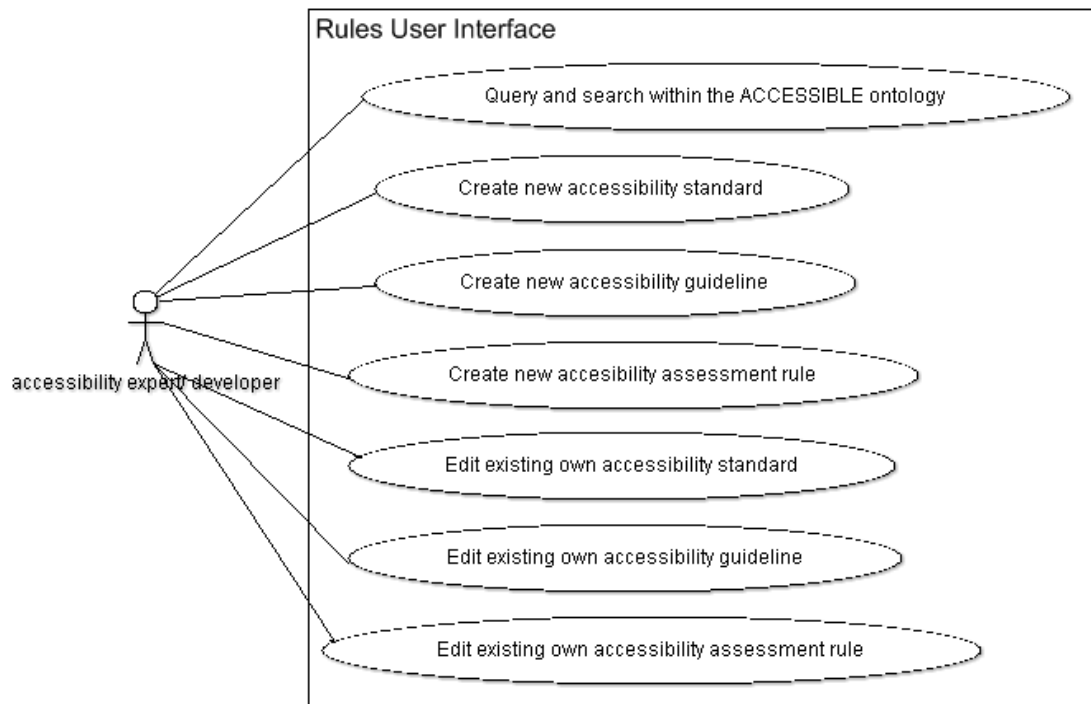 Rules User Interface
Query and search within the ACCESSIBLE ontology
Create new accessibility standard
Create new accessibility guideline
Create new accesibility assessment rule
accessibility expert/ developer
Edit existing own accessibility standard
Edit existing own accessibility guideline
Edit existing own accessibility assessment rule